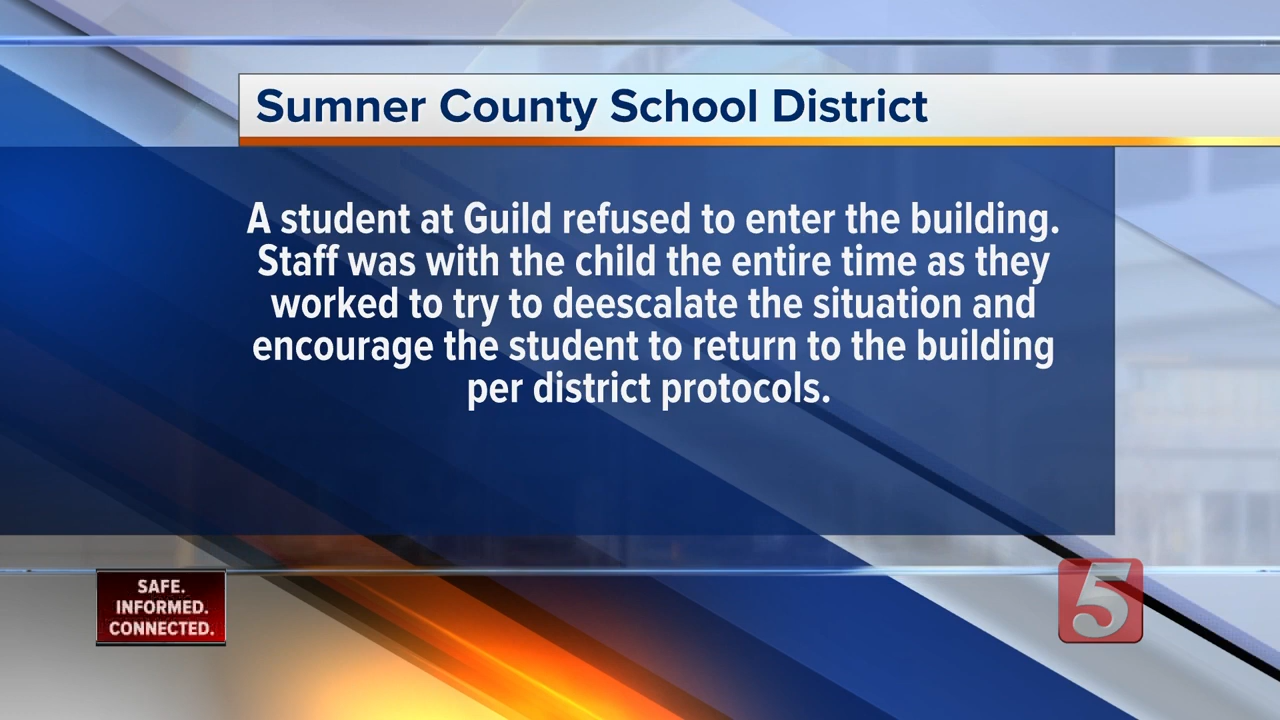 Sumner County School District
A student at Guild refused to enter the building.
Staff was with the child the entire time as they
worked to try to deescalate the situation and
encourage the student to return to the building
per district protocols.
SAFE.
INFORMED.
CONNECTED.
5